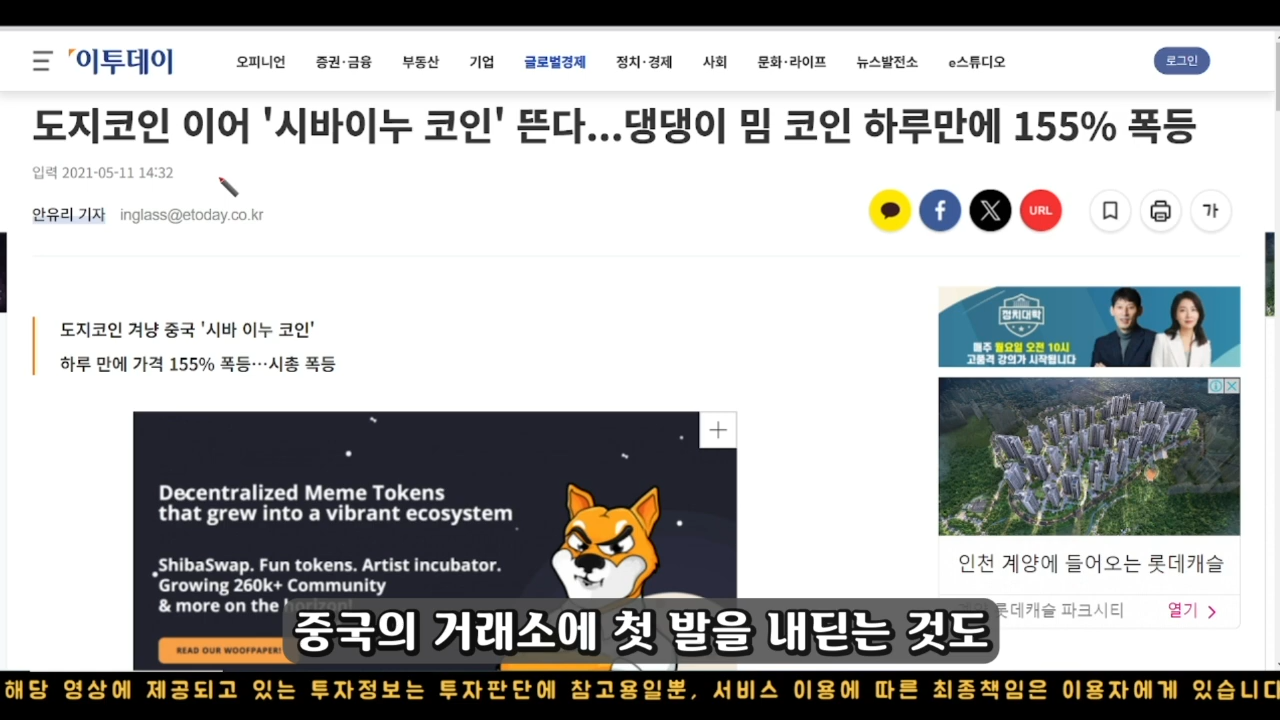 이투데이
오피니언 증권·금융 부동산 기업 글로벌경제 정치·경제 사회 문화·라이프 뉴스발전소 e스튜디오 로그인
도지코인 이어 '시바이누 코인' 뜬다...댕댕이 밈 코인 하루만에 155% 폭등
입력 2021-05-11 14:32
안유리 기자 inglass@etoday.co.kr
URL 가
도지코인 겨냥 중국 '시바 이누 코인'
하루 만에 가격 155% 폭등…시총 폭등
정치대학
매주 월요일 오전 10시
고품격 강의가 시작됩니다
Decentralized Meme Tokens
that grew into a vibrant ecosystem
ShibaSwap. Fun tokens. Artist incubator.
Growing 260k+ Community
& more on the horizon!
READ OUR WOOFPAPER!
인천 계양에 들어오는 롯데캐슬
롯데캐슬 파크시티 열기
중국의 거래소에 첫 발을 내딛는 것도
해당 영상에 제공되고 있는 투자정보는 투자판단에 참고용일뿐, 서비스 이용에 따른 최종책임은 이용자에게 있습니다